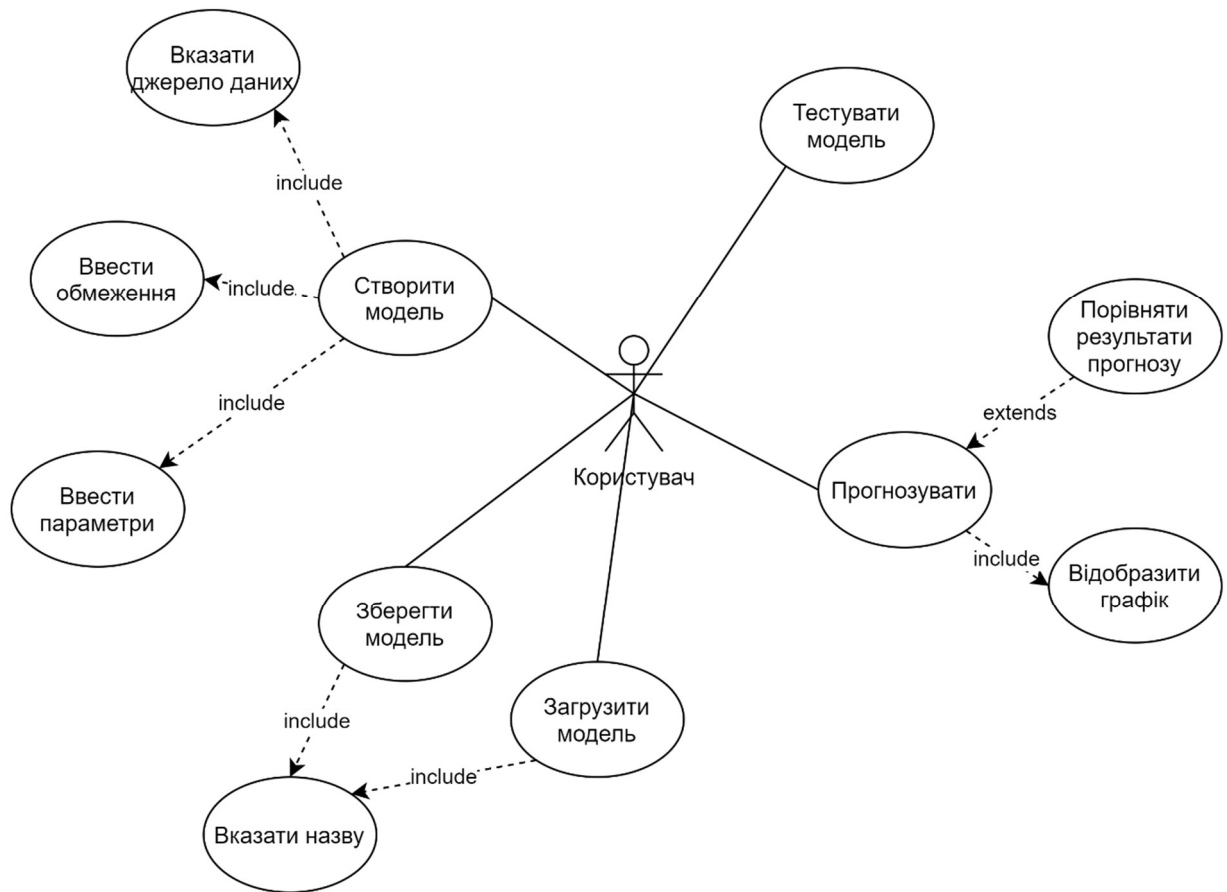 Вказати
джерело даних
Тестувати
модель
include
Ввести
обмеження
include
Створити
модель
Порівняти
результати
прогнозу
include
extends
Користувач
Ввести
параметри
Прогнозувати
include
Відобразити
графік
Зберегти
модель
Загрузити
модель
include
include
Вказати назву